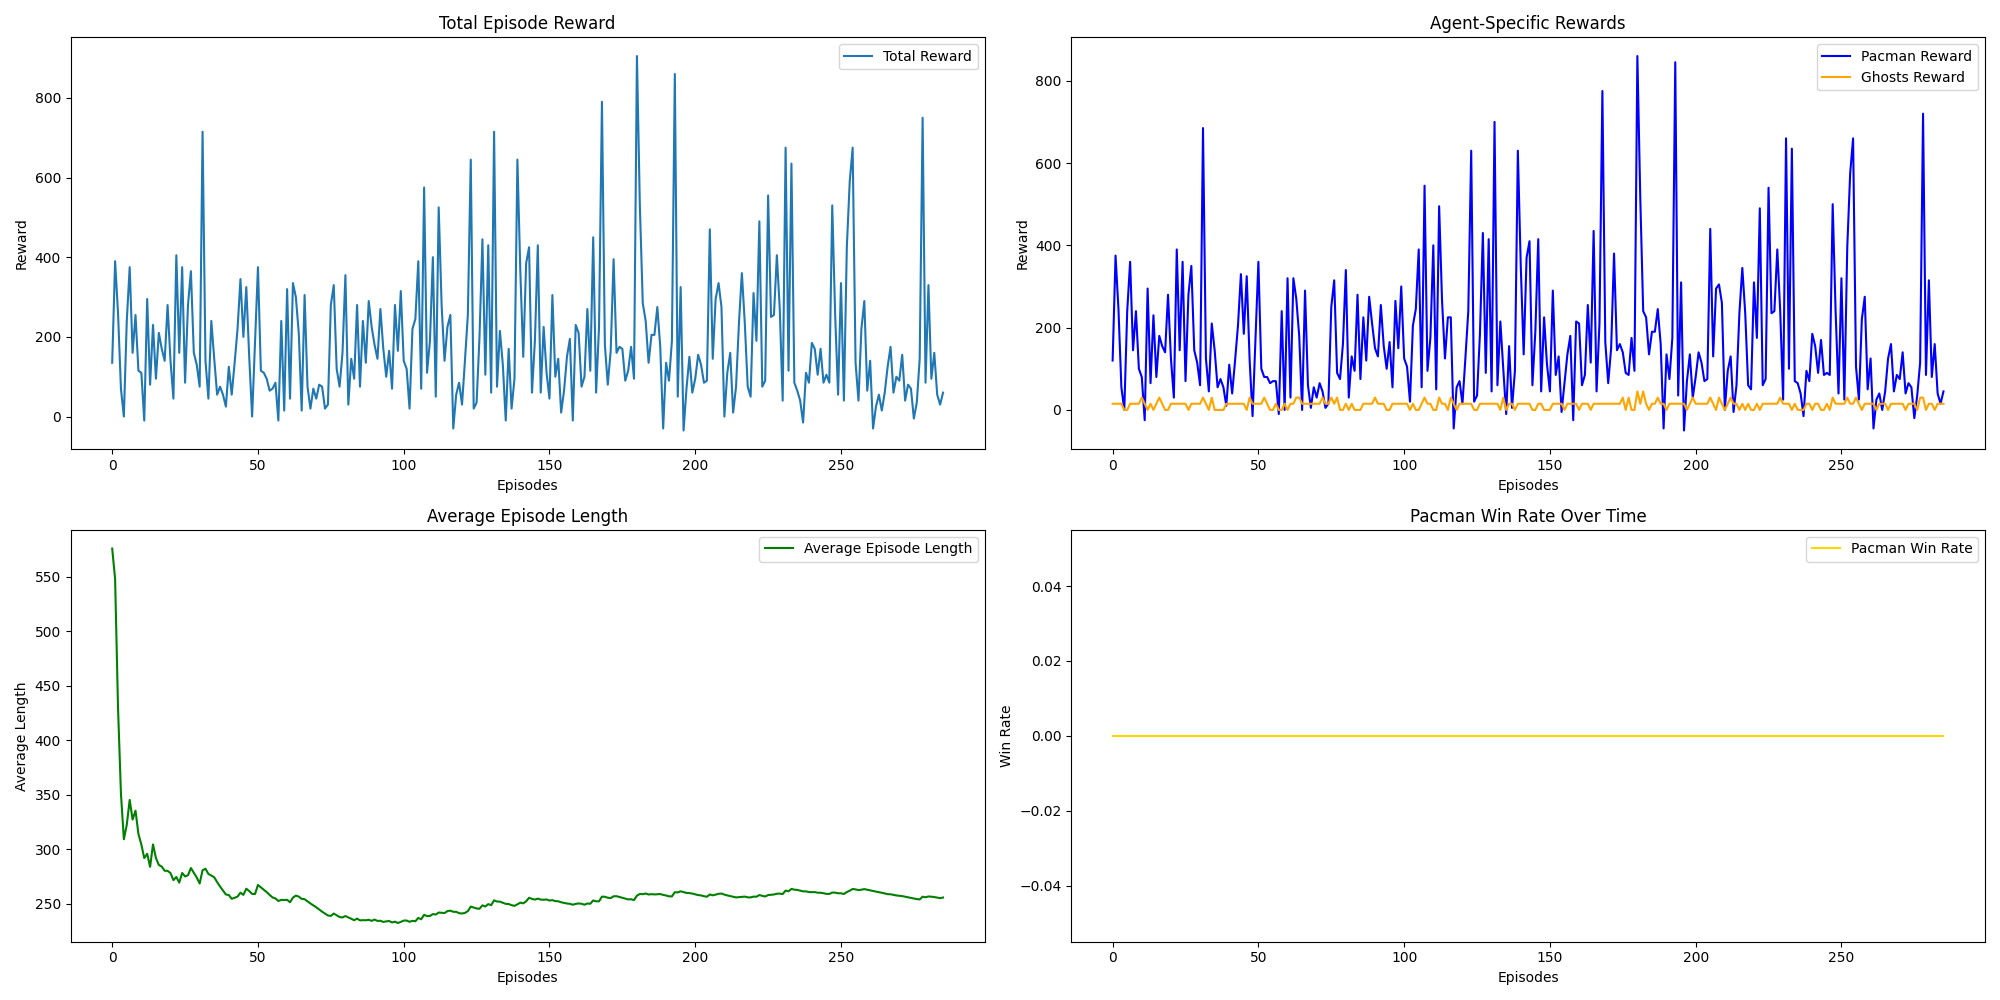 Total Episode Reward
Total Reward
Reward
800
600
400
200
0
0 50 100 150 200 250
Episodes
Agent-Specific Rewards
Pacman Reward
Ghosts Reward
Reward
800
600
400
200
0
0 50 100 150 200 250
Episodes
Average Episode Length
Average Episode Length
Average Length
550
500
450
400
350
300
250
0 50 100 150 200 250
Episodes
Pacman Win Rate Over Time
Pacman Win Rate
Win Rate
0.04
0.02
0.00
−0.02
−0.04
0 50 100 150 200 250
Episodes